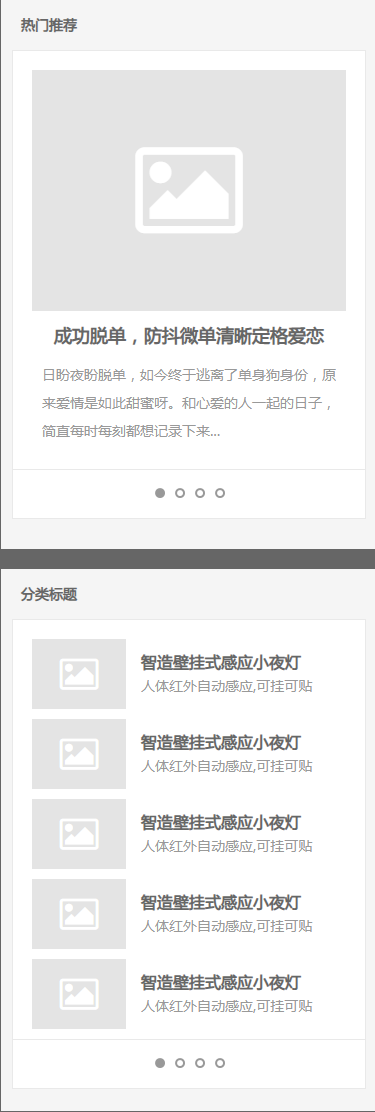 热门推荐
成功脱单，防抖微单清晰定格爱恋
日盼夜盼脱单，如今终于逃离了单身狗身份，原
来爱情是如此甜蜜呀。和心爱的人一起的日子，
简直每时每刻都想记录下来...
分类标题
智造壁挂式感应小夜灯
人体红外自动感应,可挂可贴
智造壁挂式感应小夜灯
人体红外自动感应,可挂可贴
智造壁挂式感应小夜灯
人体红外自动感应,可挂可贴
智造壁挂式感应小夜灯
人体红外自动感应,可挂可贴
智造壁挂式感应小夜灯
人体红外自动感应,可挂可贴